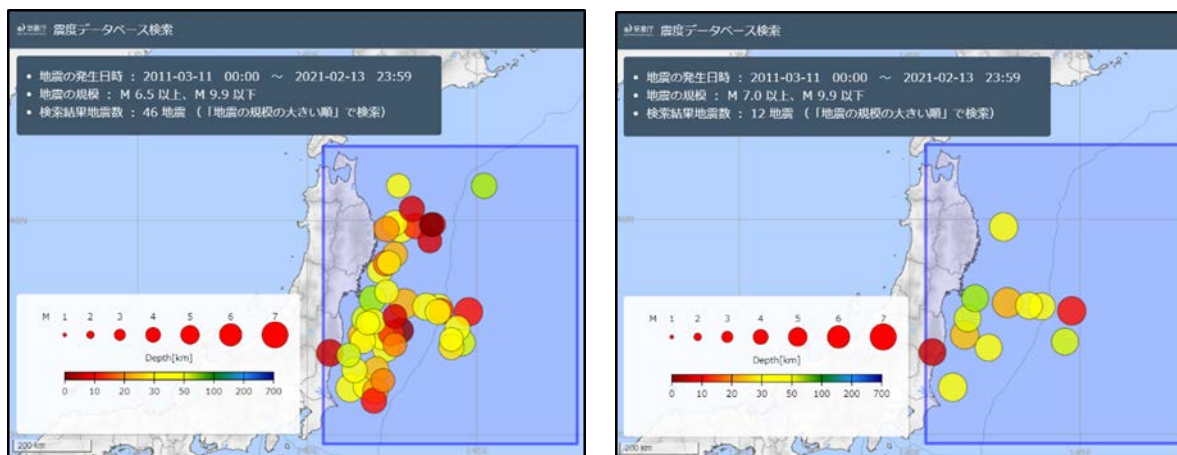 気象庁 震度データベース検索
• 地震の発生日時 : 2011-03-11 00:00 ～ 2021-02-13 23:59
• 地震の規模 : M 6.5 以上、M 9.9 以下
• 検索結果地震数 : 46 地震 (「地震の規模の大きい順」で検索)
40N
M 1 2 3 4 5 6 7
Depth[km]
0 10 20 30 50 100 200 700
200 km
気象庁 震度データベース検索
• 地震の発生日時 : 2011-03-11 00:00 ～ 2021-02-13 23:59
• 地震の規模 : M 7.0 以上、M 9.9 以下
• 検索結果地震数 : 12 地震 (「地震の規模の大きい順」で検索)
M 1 2 3 4 5 6 7
Depth[km]
0 10 20 30 50 100 200 700
200 km